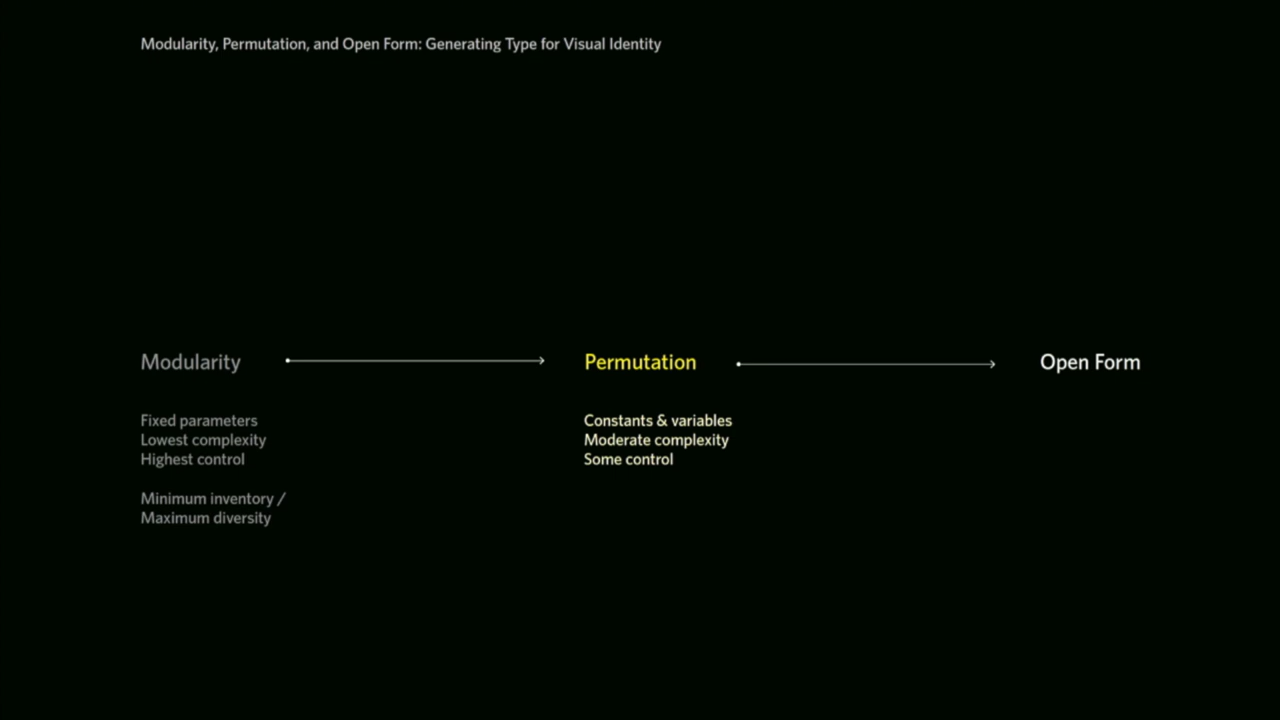 Modularity, Permutation, and Open Form: Generating Type for Visual Identity
Modularity
Permutation
Open Form
Fixed parameters
Lowest complexity
Highest control
Minimum inventory /
Maximum diversity
Constants & variables
Moderate complexity
Some control